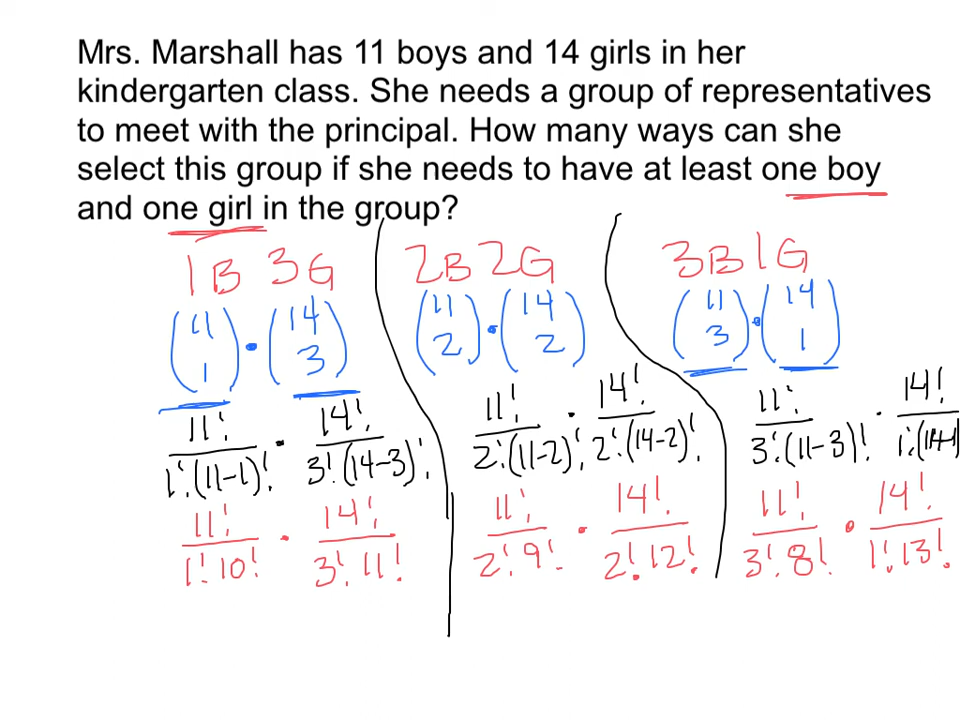 Mrs. Marshall has 11 boys and 14 girls in her
kindergarten class. She needs a group of representatives
to meet with the principal. How many ways can she
select this group if she needs to have at least one boy
and one girl in the group?
1B 3G 2B 2G 3B 1G
(11 1) · (14 3) (11 2) · (14 2) (11 3) · (14 1)
11! / 1!(11-1)! · 14! / 3!(14-3)! 11! / 2!(11-2)! · 14! / 2!(14-2)! 11! / 3!(11-3)! · 14! / 1!(14-1
11! / 1!10! · 14! / 3!11! 11! / 2!9! · 14! / 2!12! 11! / 3!8! · 14! / 1!13!